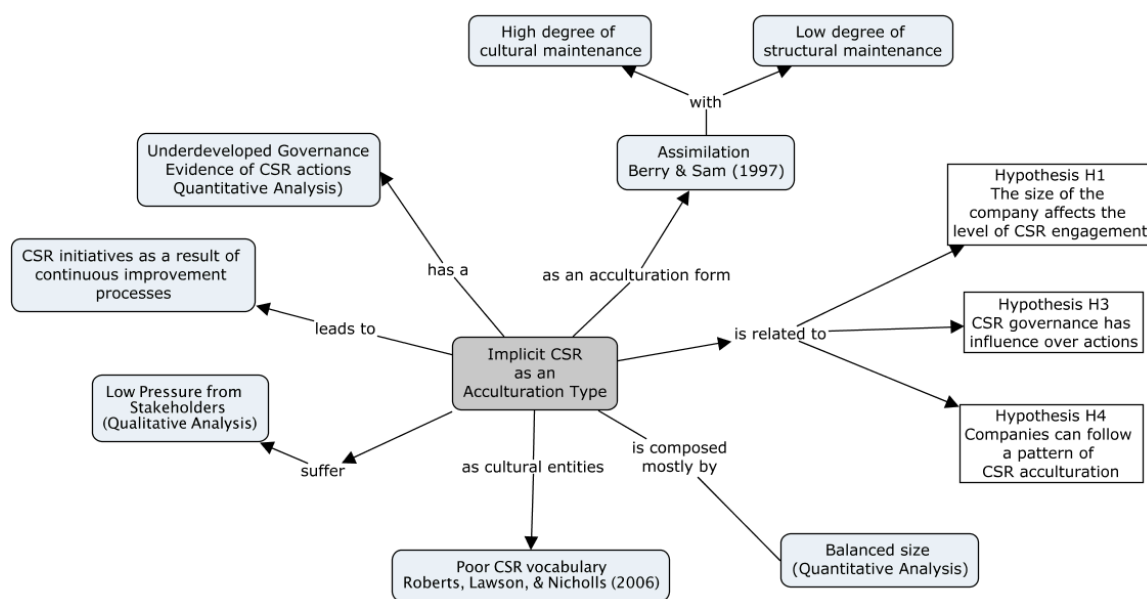 High degree of
cultural maintenance
Low degree of
structural maintenance
with
Underdeveloped Governance
Evidence of CSR actions
Quantitative Analysis)
Assimilation
Berry & Sam (1997)
Hypothesis H1
The size of the
company affects the
level of CSR engagement
CSR initiatives as a result of
continuous improvement
processes
has a
as an acculturation form
leads to
Implicit CSR
as an
Acculturation Type
is related to
Hypothesis H3
CSR governance has
influence over actions
Low Pressure from
Stakeholders
(Qualitative Analysis)
suffer
as cultural entities
is composed
mostly by
Hypothesis H4
Companies can follow
a pattern of
CSR acculturation
Poor CSR vocabulary
Roberts, Lawson, & Nicholls (2006)
Balanced size
(Quantitative Analysis)